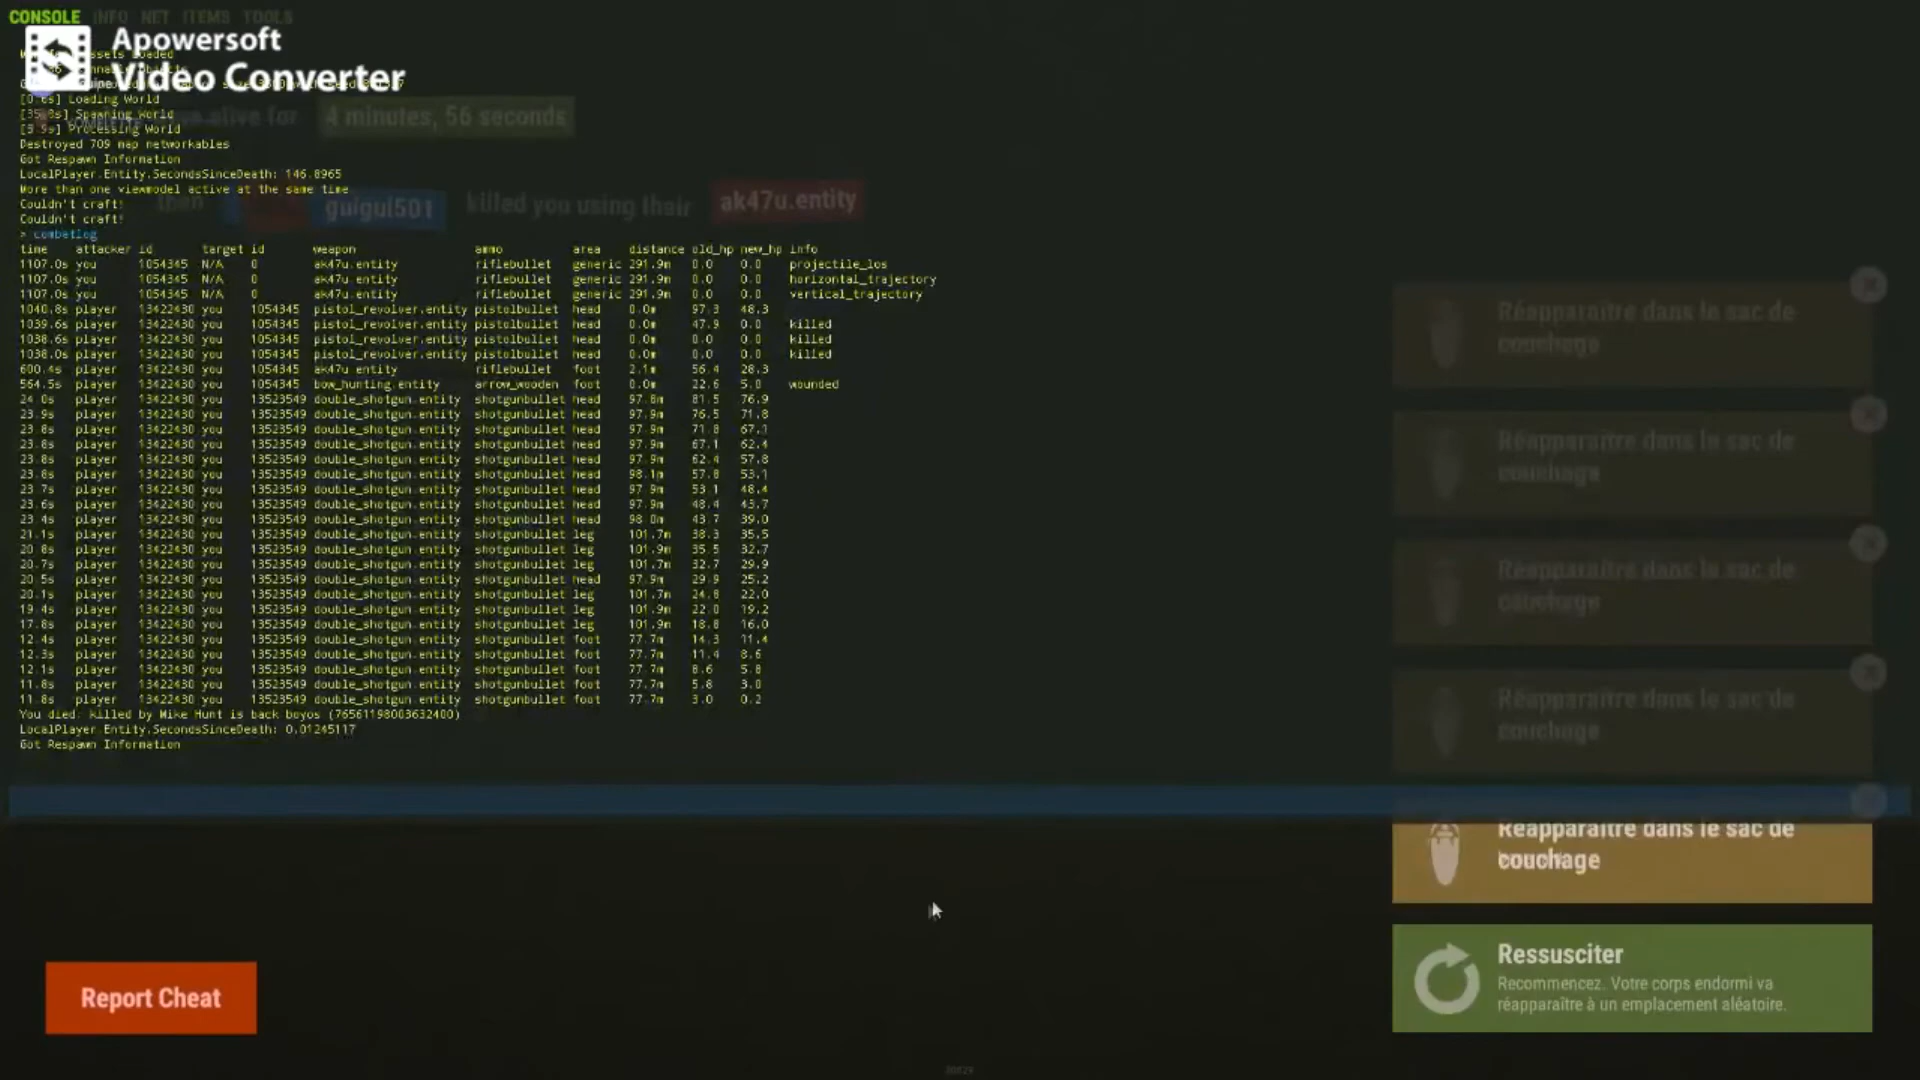 CONSOLE INFO NET ITEMS TOOLS
Apowersoft
Video Converter
[0.6s] Loading World
Spawning World
Processing World
alive for 4 minutes, 56 seconds
Destroyed 709 map networkables
Got Respawn Information
LocalPlayer.Entity.SecondsSinceDeath: 146.8965
More than one viewmodel active at the same time
Couldn't craft!
Couldn't craft!
then guigui501 killed you using their ak47u.entity
> combatlog
time attacker id target id weapon ammo area distance old_hp new_hp info
1107.0s you 1054345 N/A 0 ak47u.entity riflebullet generic 291.9m 0.0 0.0 projectile_los
1107.0s you 1054345 N/A 0 ak47u.entity riflebullet generic 291.9m 0.0 0.0 horizontal_trajectory
1107.0s you 1054345 N/A 0 ak47u.entity riflebullet generic 291.9m 0.0 0.0 vertical_trajectory
1040.8s player 13422430 you 1054345 pistol_revolver.entity pistolbullet head 0.0m 97.3 48.3
1039.6s player 13422430 you 1054345 pistol_revolver.entity pistolbullet head 0.0m 47.9 0.0 killed
1038.6s player 13422430 you 1054345 pistol_revolver.entity pistolbullet head 0.0m 0.0 0.0 killed
1038.0s player 13422430 you 1054345 pistol_revolver.entity pistolbullet head 0.0m 0.0 0.0 killed
600.4s player 13422430 you 1054345 ak47u.entity riflebullet foot 2.1m 56.4 28.3
564.5s player 13422430 you 1054345 bow_hunting.entity arrow_wooden foot 0.0m 22.6 5.0 wounded
24.0s player 13422430 you 13523549 double_shotgun.entity shotgunbullet head 97.8m 81.5 76.9
23.9s player 13422430 you 13523549 double_shotgun.entity shotgunbullet head 97.9m 76.5 71.8
23.8s player 13422430 you 13523549 double_shotgun.entity shotgunbullet head 97.9m 71.8 67.1
23.8s player 13422430 you 13523549 double_shotgun.entity shotgunbullet head 97.9m 67.1 62.4
23.8s player 13422430 you 13523549 double_shotgun.entity shotgunbullet head 97.9m 62.4 57.8
23.8s player 13422430 you 13523549 double_shotgun.entity shotgunbullet head 98.1m 57.8 53.1
23.7s player 13422430 you 13523549 double_shotgun.entity shotgunbullet head 97.9m 53.1 48.4
23.6s player 13422430 you 13523549 double_shotgun.entity shotgunbullet head 97.9m 48.4 43.7
23.4s player 13422430 you 13523549 double_shotgun.entity shotgunbullet head 98.0m 43.7 39.0
21.1s player 13422430 you 13523549 double_shotgun.entity shotgunbullet leg 101.7m 38.3 35.5
20.8s player 13422430 you 13523549 double_shotgun.entity shotgunbullet leg 101.9m 35.5 32.7
20.7s player 13422430 you 13523549 double_shotgun.entity shotgunbullet leg 101.7m 32.7 29.9
20.5s player 13422430 you 13523549 double_shotgun.entity shotgunbullet head 97.9m 29.9 25.2
20.1s player 13422430 you 13523549 double_shotgun.entity shotgunbullet leg 101.7m 24.8 22.0
19.4s player 13422430 you 13523549 double_shotgun.entity shotgunbullet leg 101.9m 22.0 19.2
17.8s player 13422430 you 13523549 double_shotgun.entity shotgunbullet leg 101.9m 18.8 16.0
12.4s player 13422430 you 13523549 double_shotgun.entity shotgunbullet foot 77.7m 14.3 11.4
12.3s player 13422430 you 13523549 double_shotgun.entity shotgunbullet foot 77.7m 11.4 8.6
12.1s player 13422430 you 13523549 double_shotgun.entity shotgunbullet foot 77.7m 8.6 5.8
11.8s player 13422430 you 13523549 double_shotgun.entity shotgunbullet foot 77.7m 5.8 3.0
11.8s player 13422430 you 13523549 double_shotgun.entity shotgunbullet foot 77.7m 3.0 0.2
You died: killed by Mike Hunt is back boyos (76561198003632400)
LocalPlayer.Entity.SecondsSinceDeath: 0.01245117
Got Respawn Information
Réapparaître dans le sac de
couchage
Réapparaître dans le sac de
couchage
Réapparaître dans le sac de
couchage
Réapparaître dans le sac de
couchage
Réapparaître dans le sac de
couchage
Ressusciter
Recommencez. Votre corps endormi va
réapparaître à un emplacement aléatoire.
Report Cheat